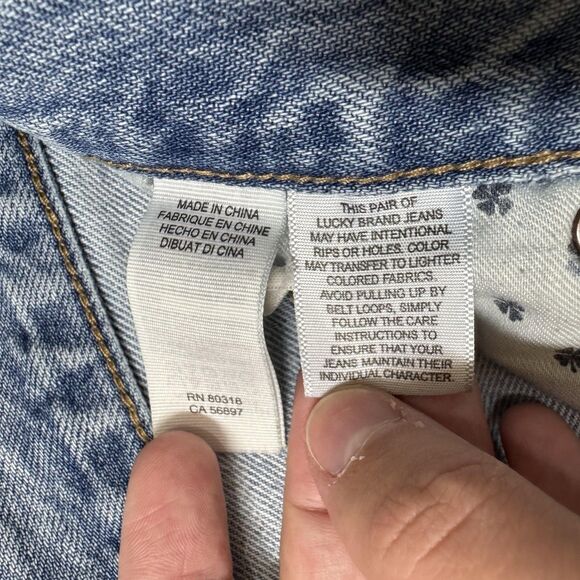 MADE IN CHINA
FABRIQUE EN CHINE
HECHO EN CHINA
DIBUAT DI CINA
RN 80318
CA 56897
THIS PAIR OF
LUCKY BRAND JEANS
MAY HAVE INTENTIONAL
RIPS OR HOLES. COLOR
MAY TRANSFER TO LIGHTER
COLORED FABRICS.
AVOID PULLING UP BY
BELT LOOPS, SIMPLY
FOLLOW THE CARE
INSTRUCTIONS TO
ENSURE THAT YOUR
JEANS MAINTAIN THEIR
INDIVIDUAL CHARACTER.